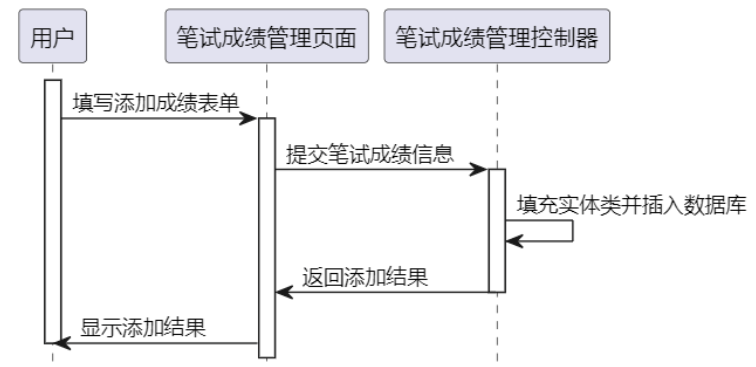 用户
笔试成绩管理页面
笔试成绩管理控制器
填写添加成绩表单
提交笔试成绩信息
填充实体类并插入数据库
返回添加结果
显示添加结果